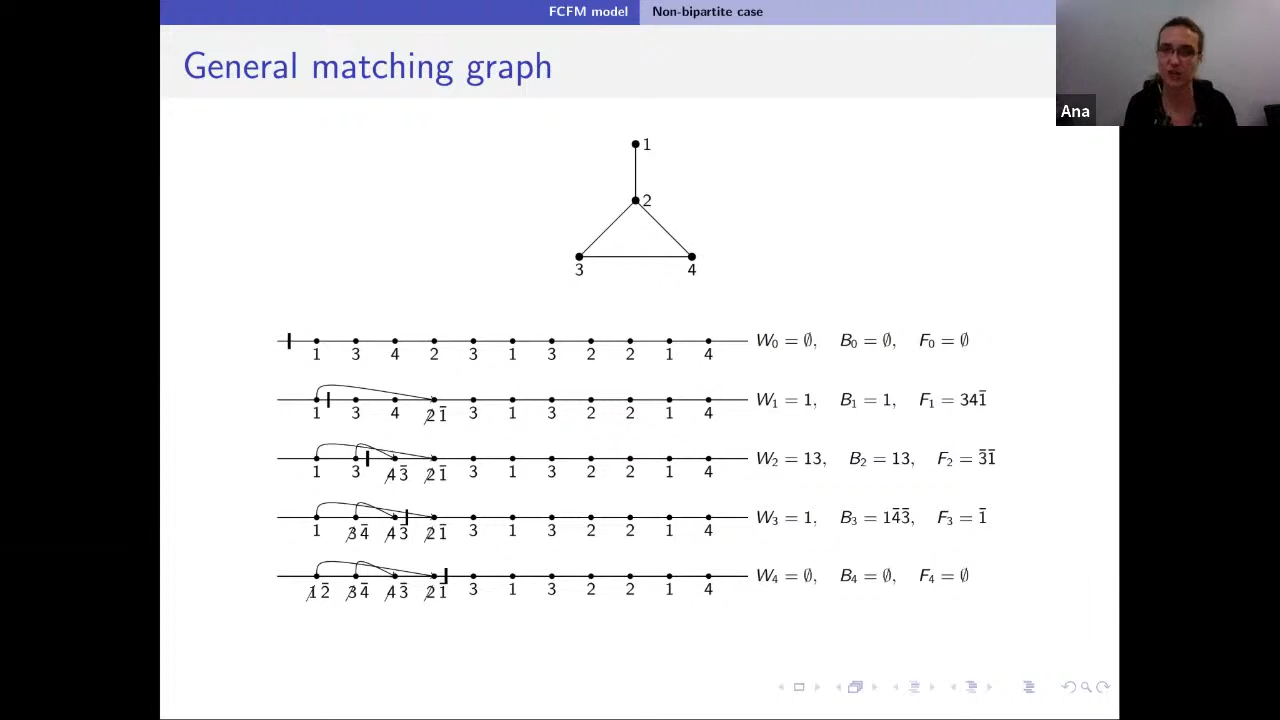 FCFM model Non-bipartite case
General matching graph
Ana
1
2
3 4
1 3 4 2 3 1 3 2 2 1 4 W₀ = ∅, B₀ = ∅, F₀ = ∅
1 3 4 2 1̄ 3 1 3 2 2 1 4 W₁ = 1, B₁ = 1, F₁ = 341̄
1 3 4 3̄ 2 1̄ 3 1 3 2 2 1 4 W₂ = 13, B₂ = 13, F₂ = 3̄1̄
1 3 4̄ 4 3̄ 2 1̄ 3 1 3 2 2 1 4 W₃ = 1, B₃ = 14̄3̄, F₃ = 1̄
1 2̄ 3 4̄ 4 3̄ 2 1̄ 3 1 3 2 2 1 4 W₄ = ∅, B₄ = ∅, F₄ = ∅